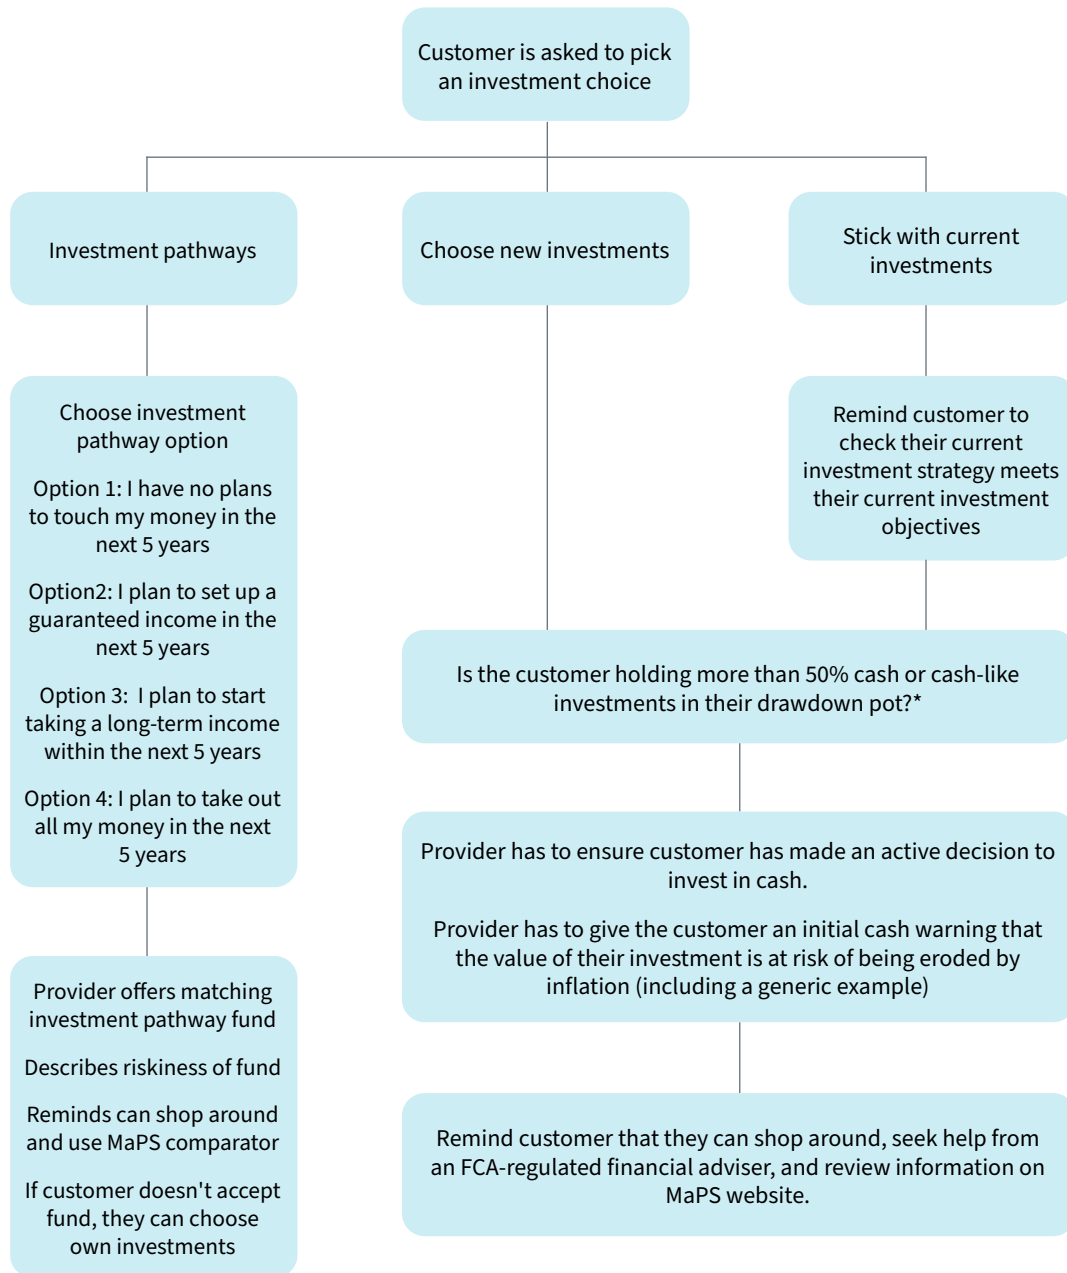 Customer is asked to pick
an investment choice
Investment pathways
Choose new investments
Stick with current
investments
Choose investment
pathway option
Option 1: I have no plans
to touch my money in the
next 5 years
Option2: I plan to set up a
guaranteed income in the
next 5 years
Option 3:  I plan to start
taking a long-term income
within the next 5 years
Option 4: I plan to take out
all my money in the next
5 years
Remind customer to
check their current
investment strategy meets
their current investment
objectives
Is the customer holding more than 50% cash or cash-like
investments in their drawdown pot?*
Provider has to ensure customer has made an active decision to
invest in cash.
Provider has to give the customer an initial cash warning that
the value of their investment is at risk of being eroded by
inflation (including a generic example)
Provider offers matching
investment pathway fund
Describes riskiness of fund
Reminds can shop around
and use MaPS comparator
If customer doesn't accept
fund, they can choose
own investments
Remind customer that they can shop around, seek help from
an FCA-regulated financial adviser, and review information on
MaPS website.